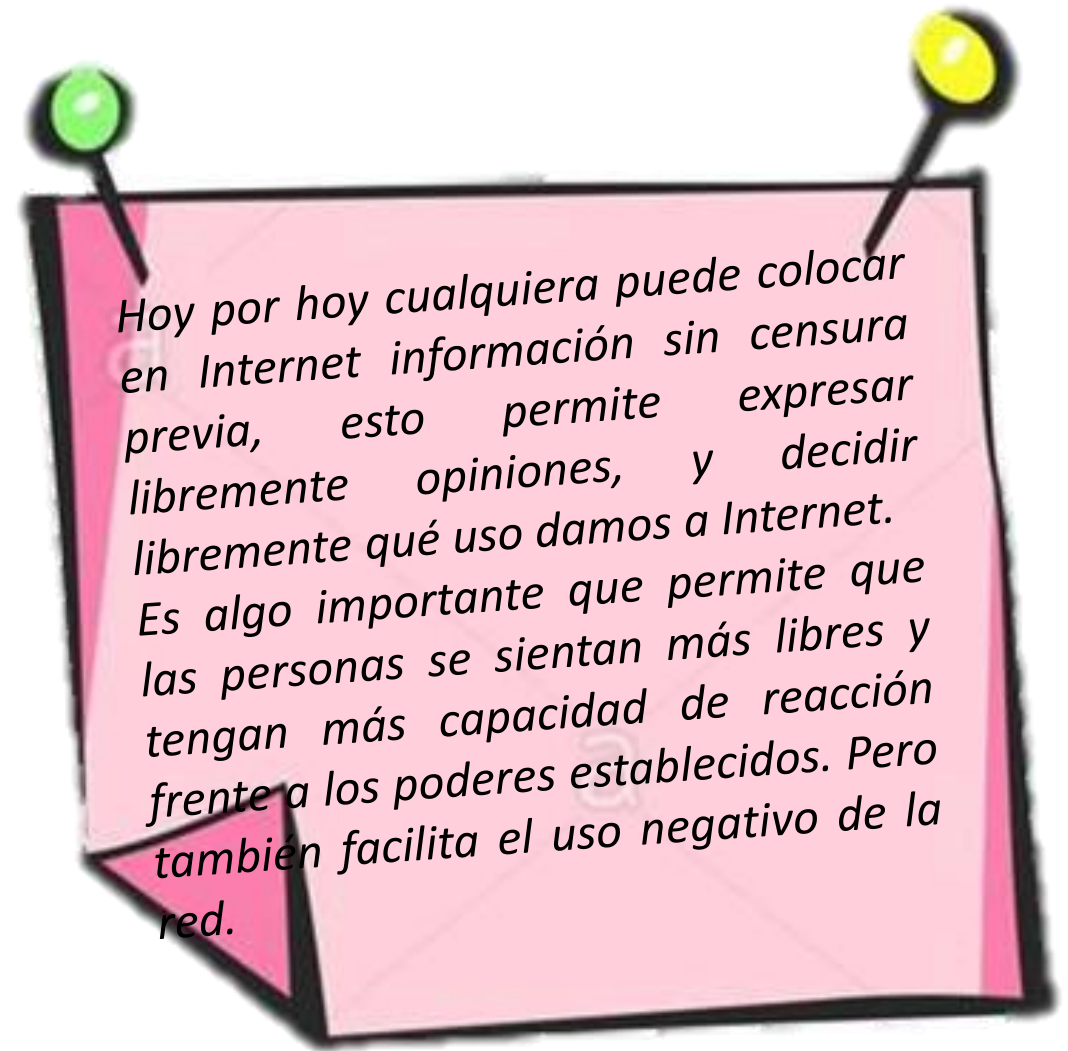 Hoy por hoy cualquiera puede colocar
en Internet información sin censura
previa, esto permite expresar
libremente opiniones, y decidir
libremente qué uso damos a Internet.
Es algo importante que permite que
las personas se sientan más libres y
tengan más capacidad de reacción
frente a los poderes establecidos. Pero
también facilita el uso negativo de la
red.